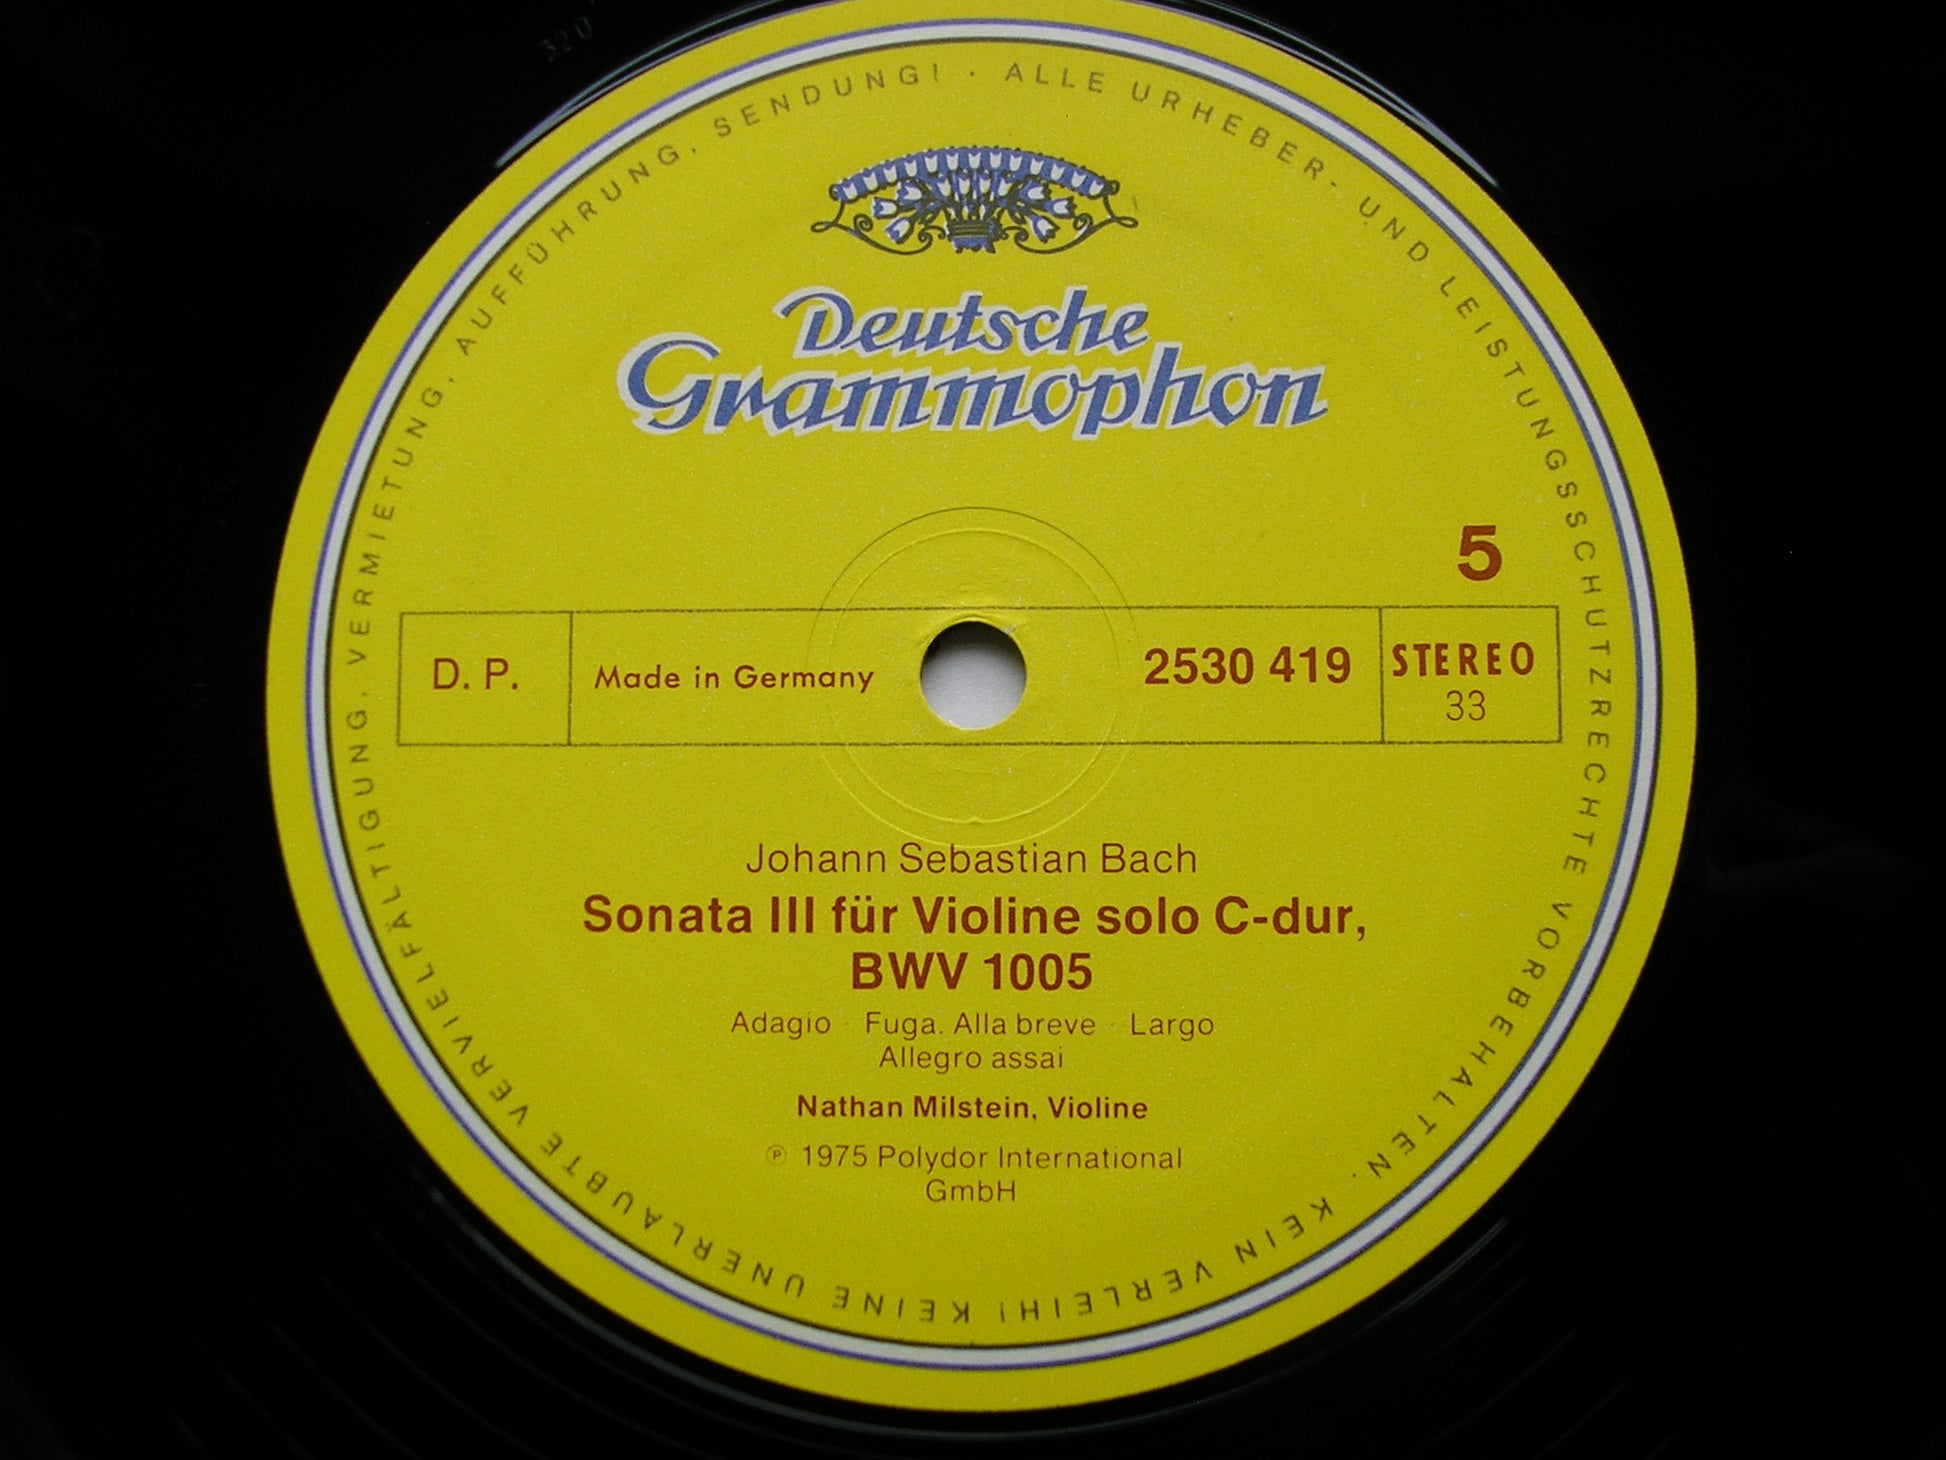 320
ALLE URHEBER- UND LEISTUNGSSCHUTZRECHTE VORBEHALTEN. KEIN VERLEIH! KEINE UNERLAUBTE VERVIELFÄLTIGUNG, VERMIETUNG, AUFFÜHRUNG, SENDUNG! ·
Deutsche
Grammophon
5
D. P. Made in Germany 2530 419 STEREO
33
Johann Sebastian Bach
Sonata III für Violine solo C-dur,
BWV 1005
Adagio · Fuga. Alla breve · Largo
Allegro assai
Nathan Milstein, Violine
℗ 1975 Polydor International
GmbH